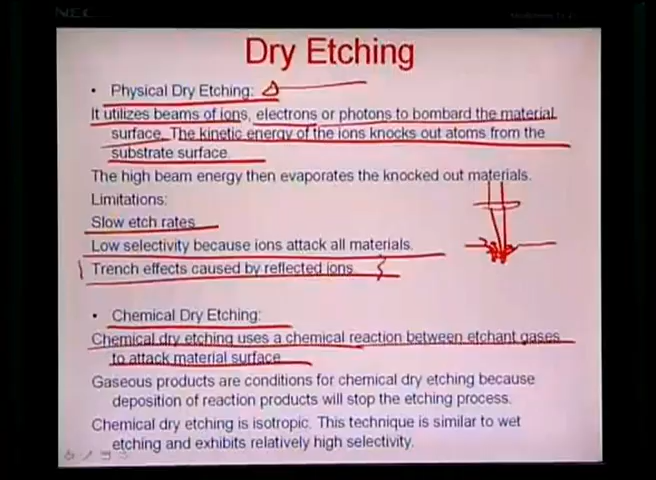 NEC
Dry Etching
• Physical Dry Etching:
It utilizes beams of ions, electrons or photons to bombard the material
surface. The kinetic energy of the ions knocks out atoms from the
substrate surface.
The high beam energy then evaporates the knocked out materials.
Limitations:
Slow etch rates
Low selectivity because ions attack all materials.
Trench effects caused by reflected ions.
• Chemical Dry Etching:
Chemical dry etching uses a chemical reaction between etchant gases
to attack material surface
Gaseous products are conditions for chemical dry etching because
deposition of reaction products will stop the etching process.
Chemical dry etching is isotropic. This technique is similar to wet
etching and exhibits relatively high selectivity.